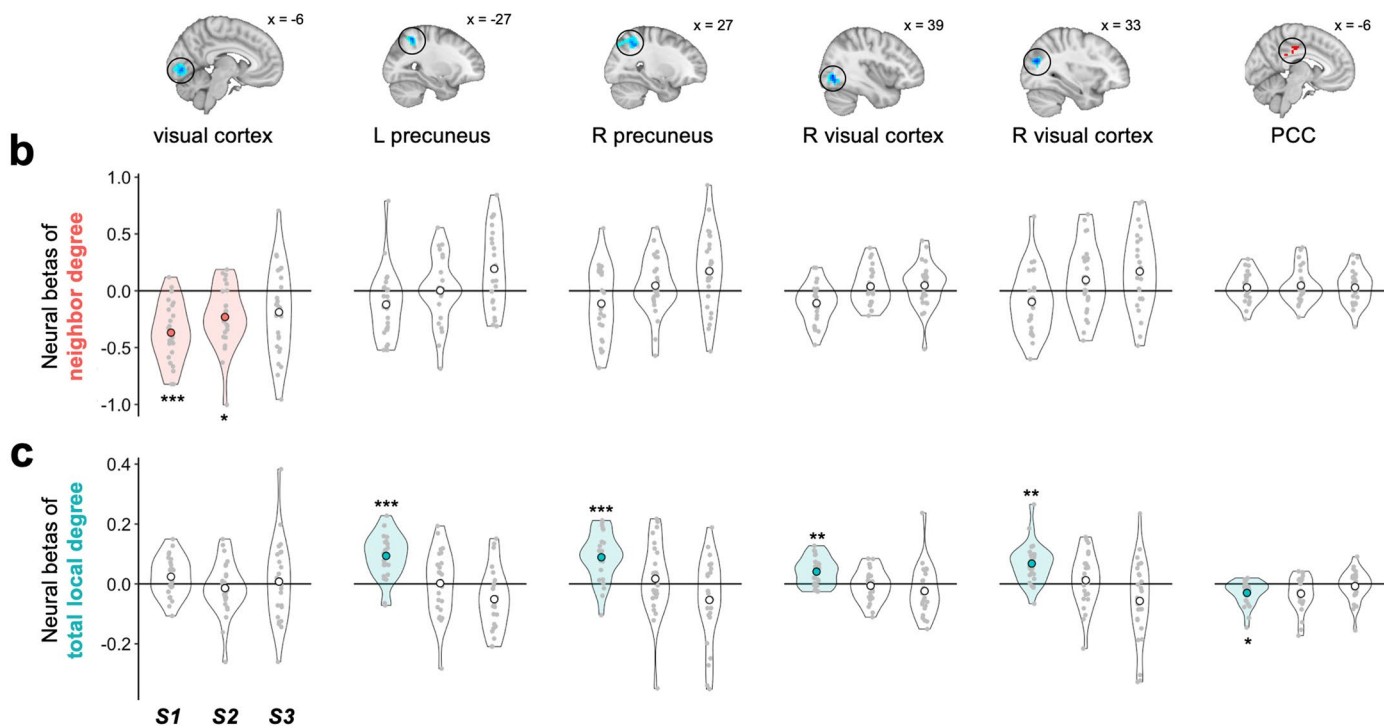 x = -6
x = -27
x = 27
x = 39
x = 33
x = -6
visual cortex
L precuneus
R precuneus
R visual cortex
R visual cortex
PCC
b
Neural betas of
neighbor degree
1.0
0.5
0.0
-0.5
-1.0
***
*
c
Neural betas of
total local degree
0.4
0.2
0.0
-0.2
***
***
**
**
*
S1 S2 S3